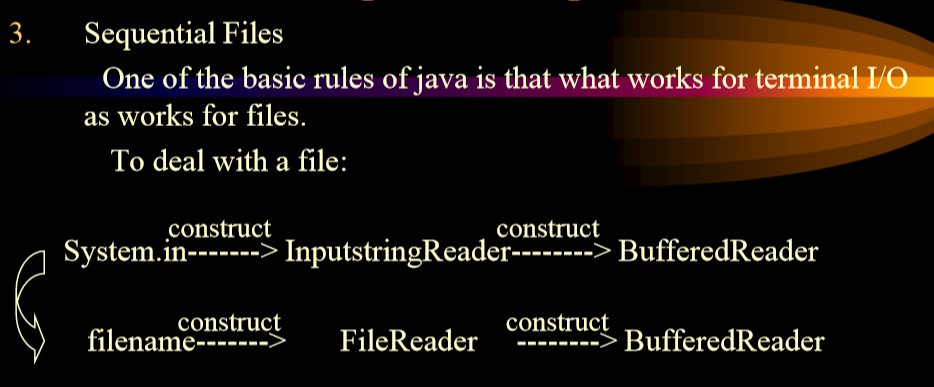 3. Sequential Files
One of the basic rules of java is that what works for terminal I/O
as works for files.
To deal with a file:
construct construct
System.in-------> InputstringReader--------> BufferedReader
construct construct
filename-------> FileReader --------> BufferedReader